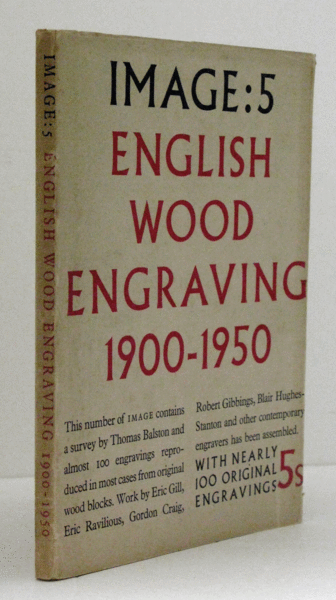 IMAGE:5 ENGLISH WOOD ENGRAVING 1900-1950
IMAGE:5
ENGLISH
WOOD
ENGRAVING
1900-1950
This number of IMAGE contains
a survey by Thomas Balston and
almost 100 engravings repro-
duced in most cases from original
wood blocks. Work by Eric Gill,
Eric Ravilious, Gordon Craig,
Robert Gibbings, Blair Hughes-
Stanton and other contemporary
engravers has been assembled.
WITH NEARLY
100 ORIGINAL
ENGRAVINGS
5s